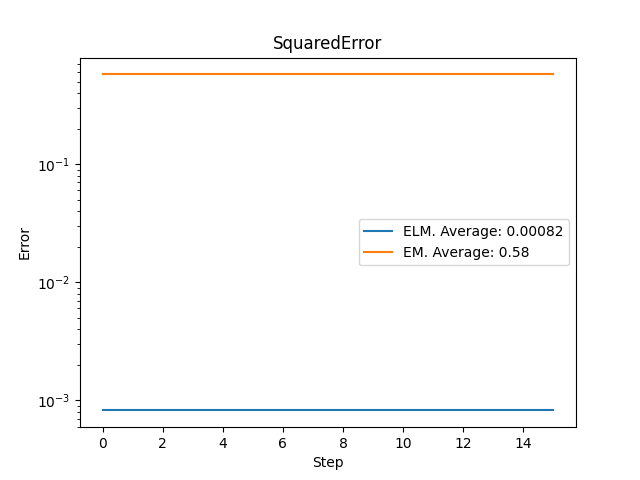 SquaredError
Error
10⁻¹
10⁻²
10⁻³
ELM. Average: 0.00082
EM. Average: 0.58
0 2 4 6 8 10 12 14
Step